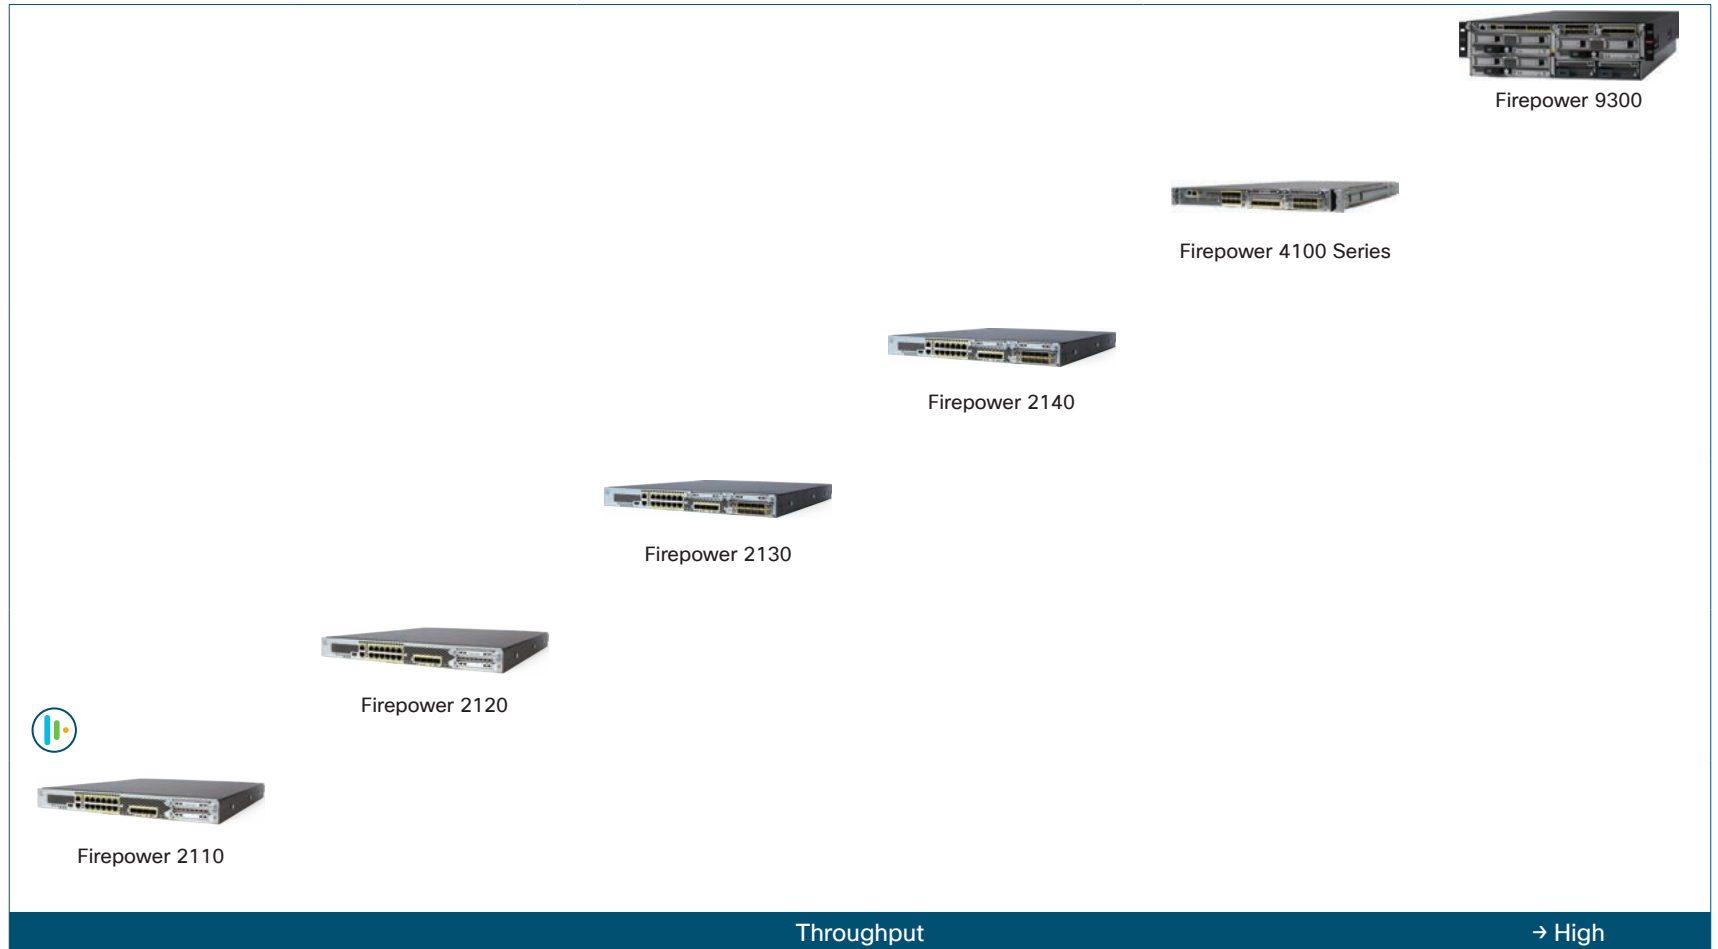 Firepower 9300
Firepower 4100 Series
Firepower 2140
Firepower 2130
Firepower 2120
Firepower 2110
Throughput
→ High